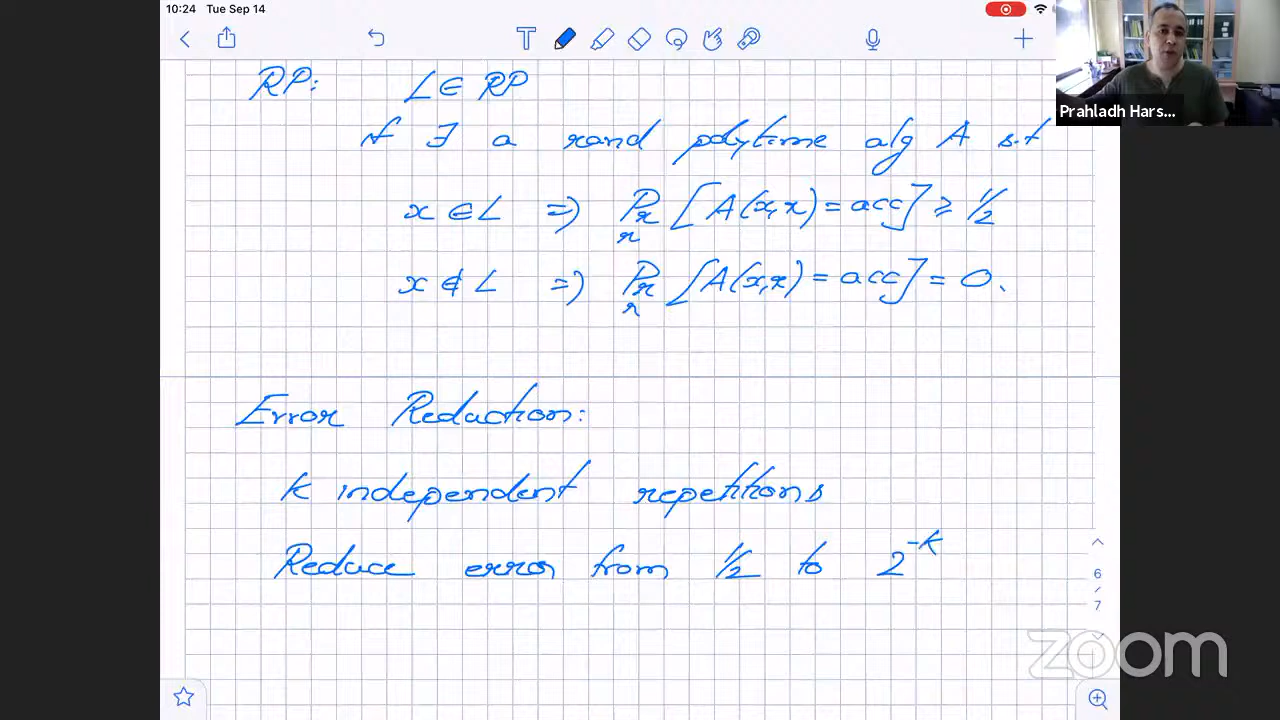 10:24 Tue Sep 14
Prahladh Hars...
RP: L ∈ RP
if ∃ a rand polytime alg A s.t
x ∈ L ⇒ Pr_r [A(x,r) = acc] ≥ 1/2
x ∉ L ⇒ Pr_r [A(x,r) = acc] = 0.
Error Reduction:
k independent repetitions
Reduce error from 1/2 to 2^-k
6
/
7
zoom